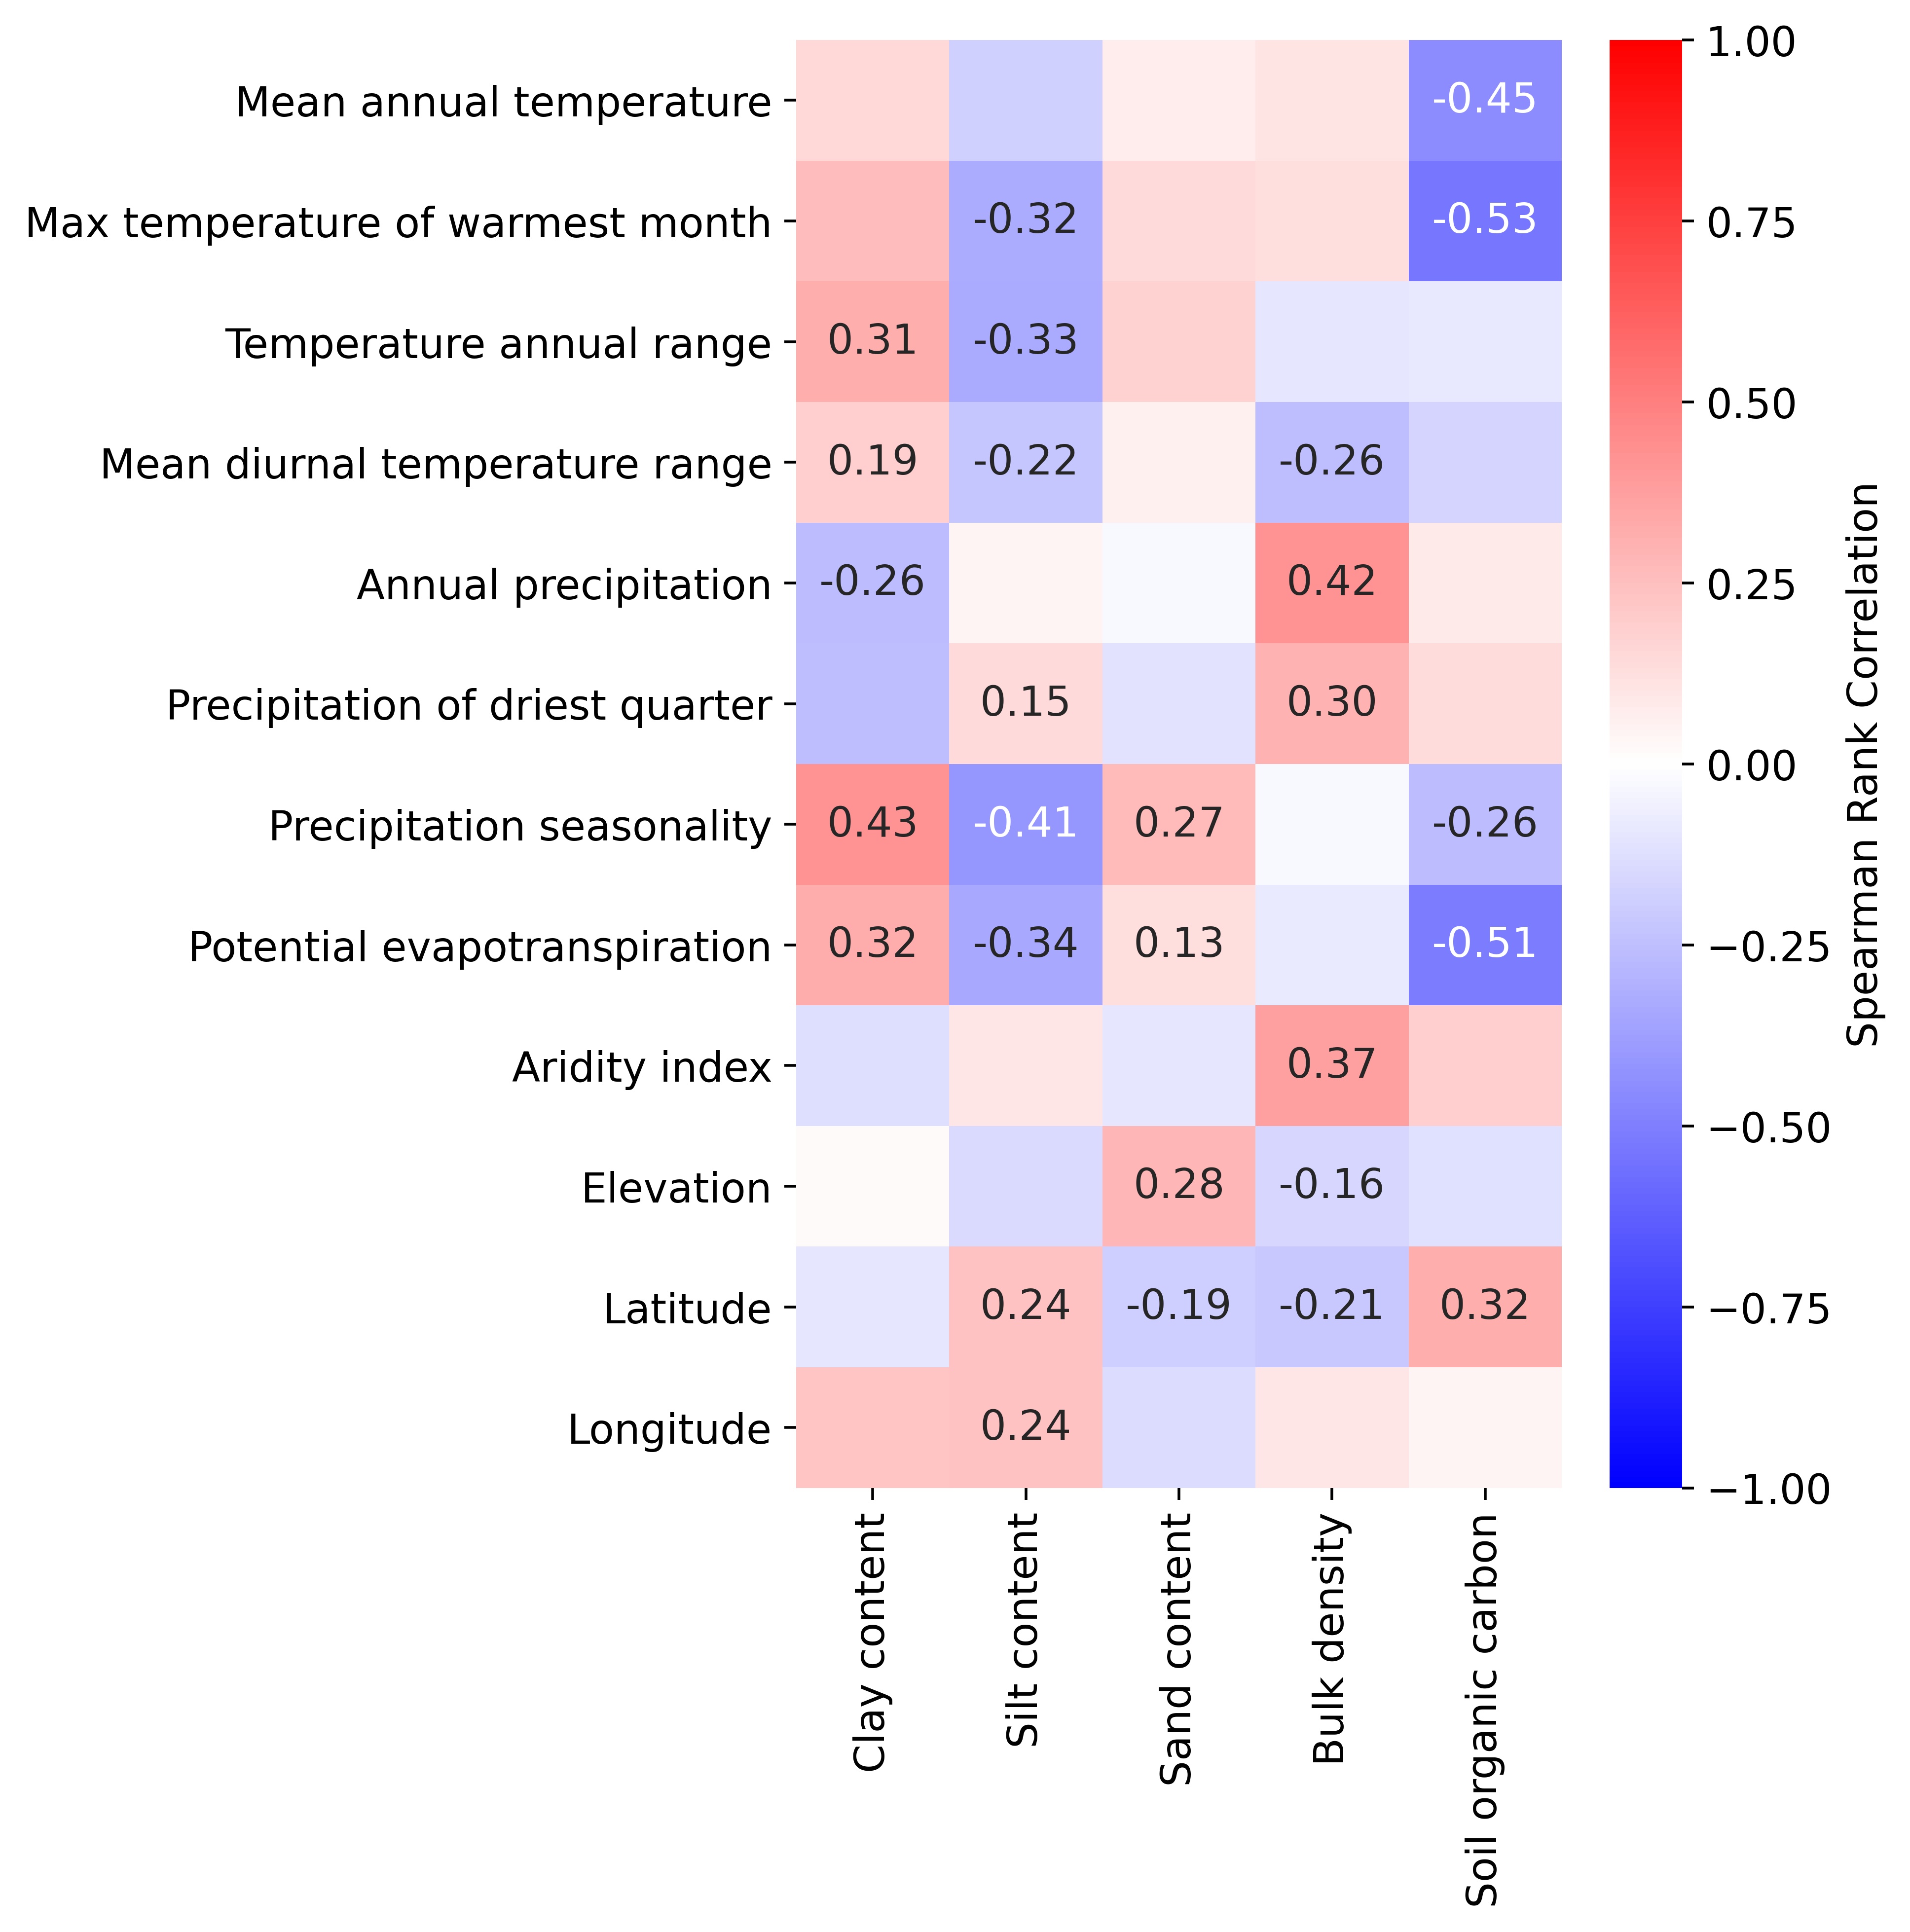 Mean annual temperature
-0.45
Max temperature of warmest month
-0.32
-0.53
Temperature annual range
0.31
-0.33
Mean diurnal temperature range
0.19
-0.22
-0.26
Annual precipitation
-0.26
0.42
Precipitation of driest quarter
0.15
0.30
Precipitation seasonality
0.43
-0.41
0.27
-0.26
Potential evapotranspiration
0.32
-0.34
0.13
-0.51
Aridity index
0.37
Elevation
0.28
-0.16
Latitude
0.24
-0.19
-0.21
0.32
Longitude
0.24
Clay content
Silt content
Sand content
Bulk density
Soil organic carbon
1.00
0.75
0.50
0.25
0.00
−0.25
−0.50
−0.75
−1.00
Spearman Rank Correlation